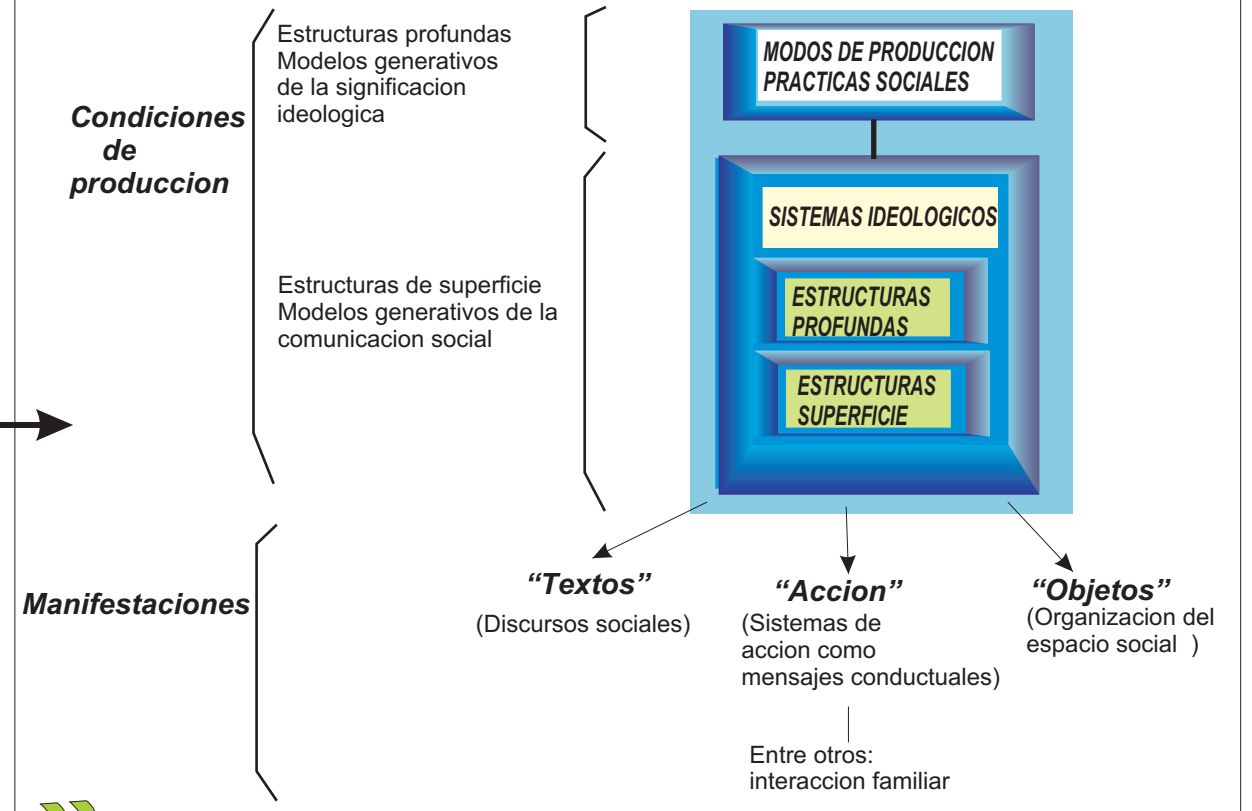 Condiciones
de
produccion
Estructuras profundas
Modelos generativos
de la significacion
ideologica
Estructuras de superficie
Modelos generativos de la
comunicacion social
MODOS DE PRODUCCION
PRACTICAS SOCIALES
SISTEMAS IDEOLOGICOS
ESTRUCTURAS
PROFUNDAS
ESTRUCTURAS
SUPERFICIE
Manifestaciones
“Textos”
(Discursos sociales)
“Accion”
(Sistemas de
accion como
mensajes conductuales)
Entre otros:
interaccion familiar
“Objetos”
(Organizacion del
espacio social )